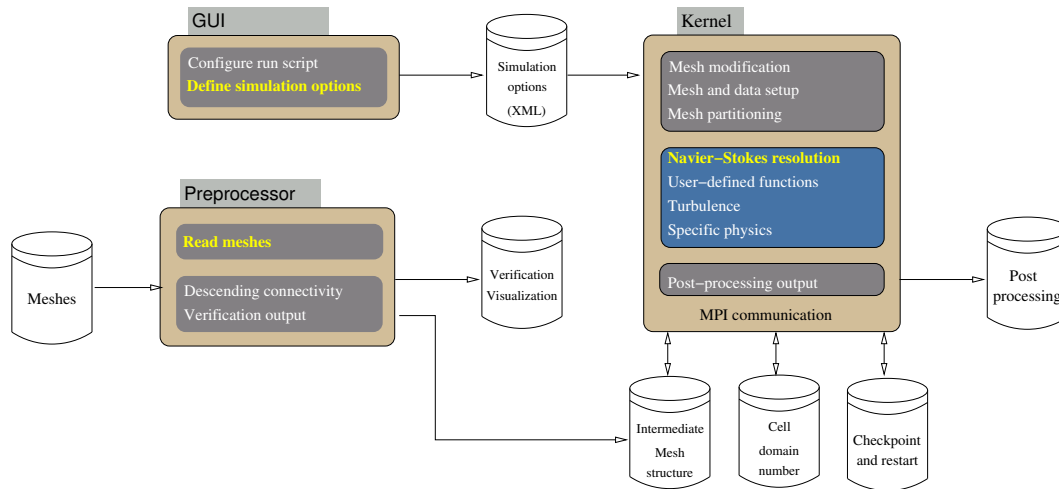 GUI
Configure run script
Define simulation options
Simulation
options
(XML)
Kernel
Mesh modification
Mesh and data setup
Mesh partitioning
Navier–Stokes resolution
User–defined functions
Turbulence
Specific physics
Post–processing output
MPI communication
Preprocessor
Read meshes
Descending connectivity
Verification output
Meshes
Verification
Visualization
Post
processing
Intermediate
Mesh
structure
Cell
domain
number
Checkpoint
and restart